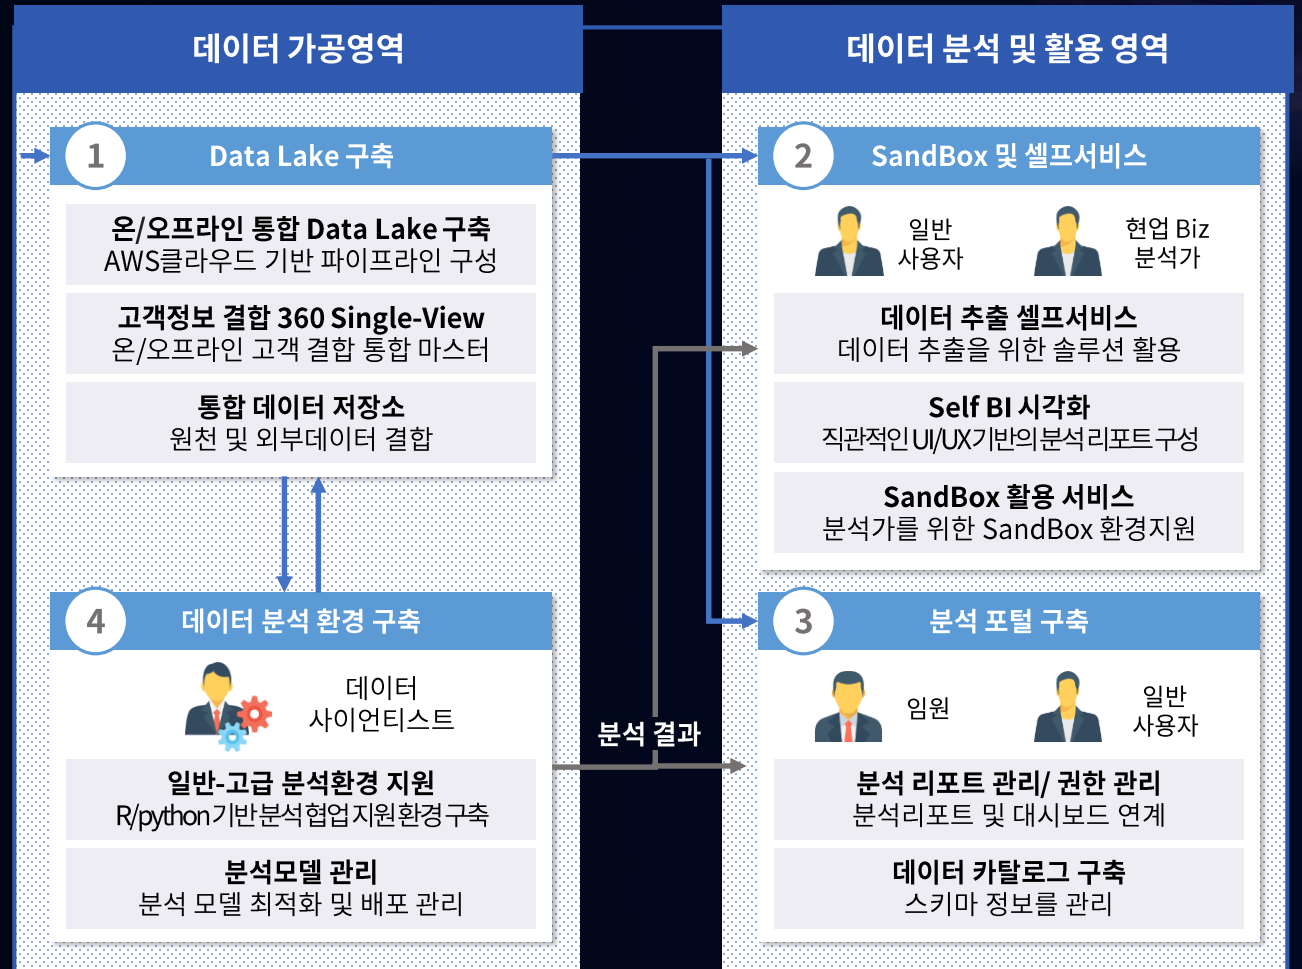 데이터 가공영역
1
Data Lake 구축
온/오프라인 통합 Data Lake 구축
AWS클라우드 기반 파이프라인 구성
고객정보 결합 360 Single-View
온/오프라인 고객 결합 통합 마스터
통합 데이터 저장소
원천 및 외부데이터 결합
4
데이터 분석 환경 구축
데이터
사이언티스트
일반-고급 분석환경 지원
R/python기반 분석 협업 지원 환경 구축
분석모델 관리
분석 모델 최적화 및 배포 관리
분석 결과
데이터 분석 및 활용 영역
2
SandBox 및 셀프서비스
일반
사용자
현업 Biz
분석가
데이터 추출 셀프서비스
데이터 추출을 위한 솔루션 활용
Self BI 시각화
직관적인 UI/UX기반의 분석 리포트 구성
SandBox 활용 서비스
분석가를 위한 SandBox 환경지원
3
분석 포털 구축
임원
일반
사용자
분석 리포트 관리/ 권한 관리
분석리포트 및 대시보드 연계
데이터 카탈로그 구축
스키마 정보를 관리